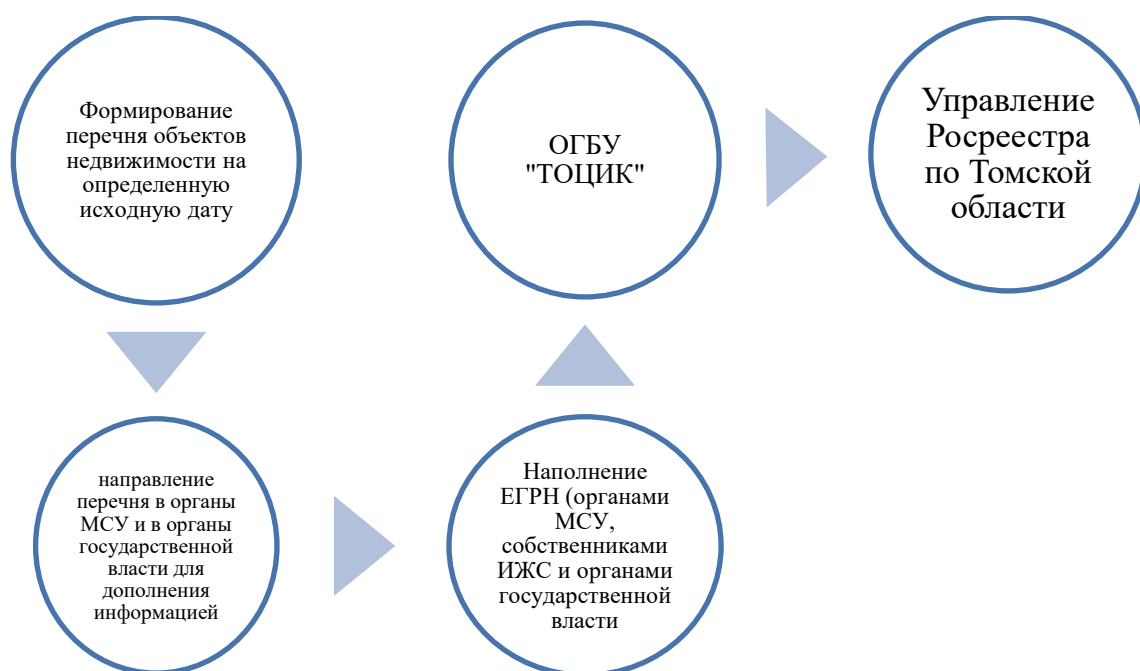 Формирование
перечня объектов
недвижимости на
определенную
исходную дату
направление
перечня в органы
МСУ и в органы
государственной
власти для
дополнения
информацией
Наполнение
ЕГРН (органами
МСУ,
собственниками
ИЖС и органами
государственной
власти
ОГБУ
"ТОЦИК"
Управление
Росреестра
по Томской
области